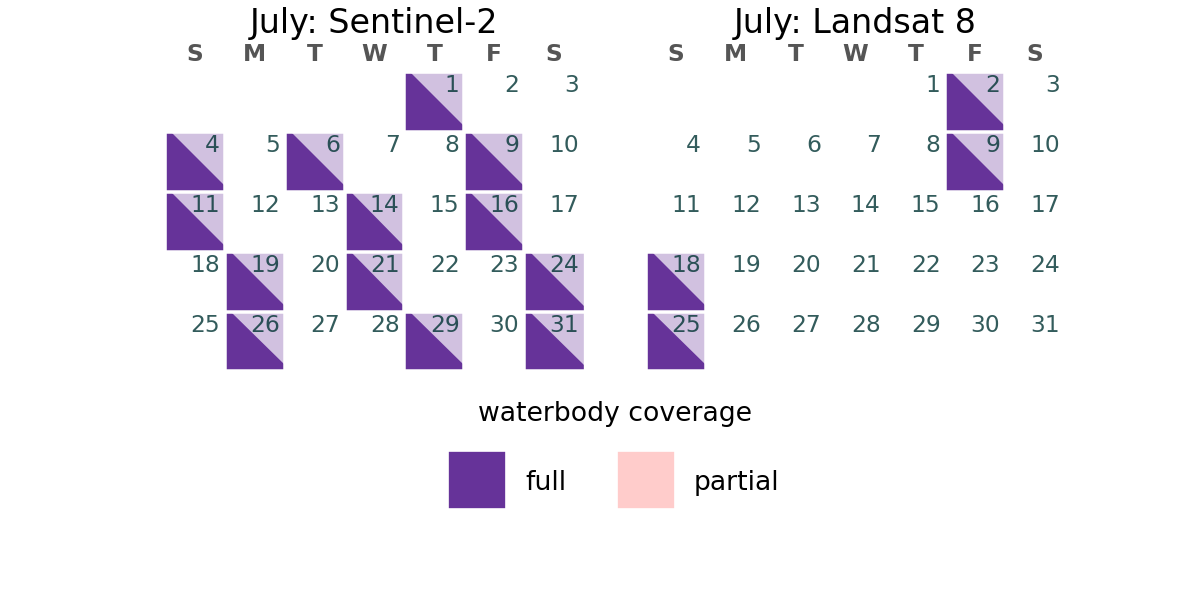 July: Sentinel-2
S M T W T F S
1 2 3
4 5 6 7 8 9 10
11 12 13 14 15 16 17
18 19 20 21 22 23 24
25 26 27 28 29 30 31
July: Landsat 8
S M T W T F S
1 2 3
4 5 6 7 8 9 10
11 12 13 14 15 16 17
18 19 20 21 22 23 24
25 26 27 28 29 30 31
waterbody coverage
full partial